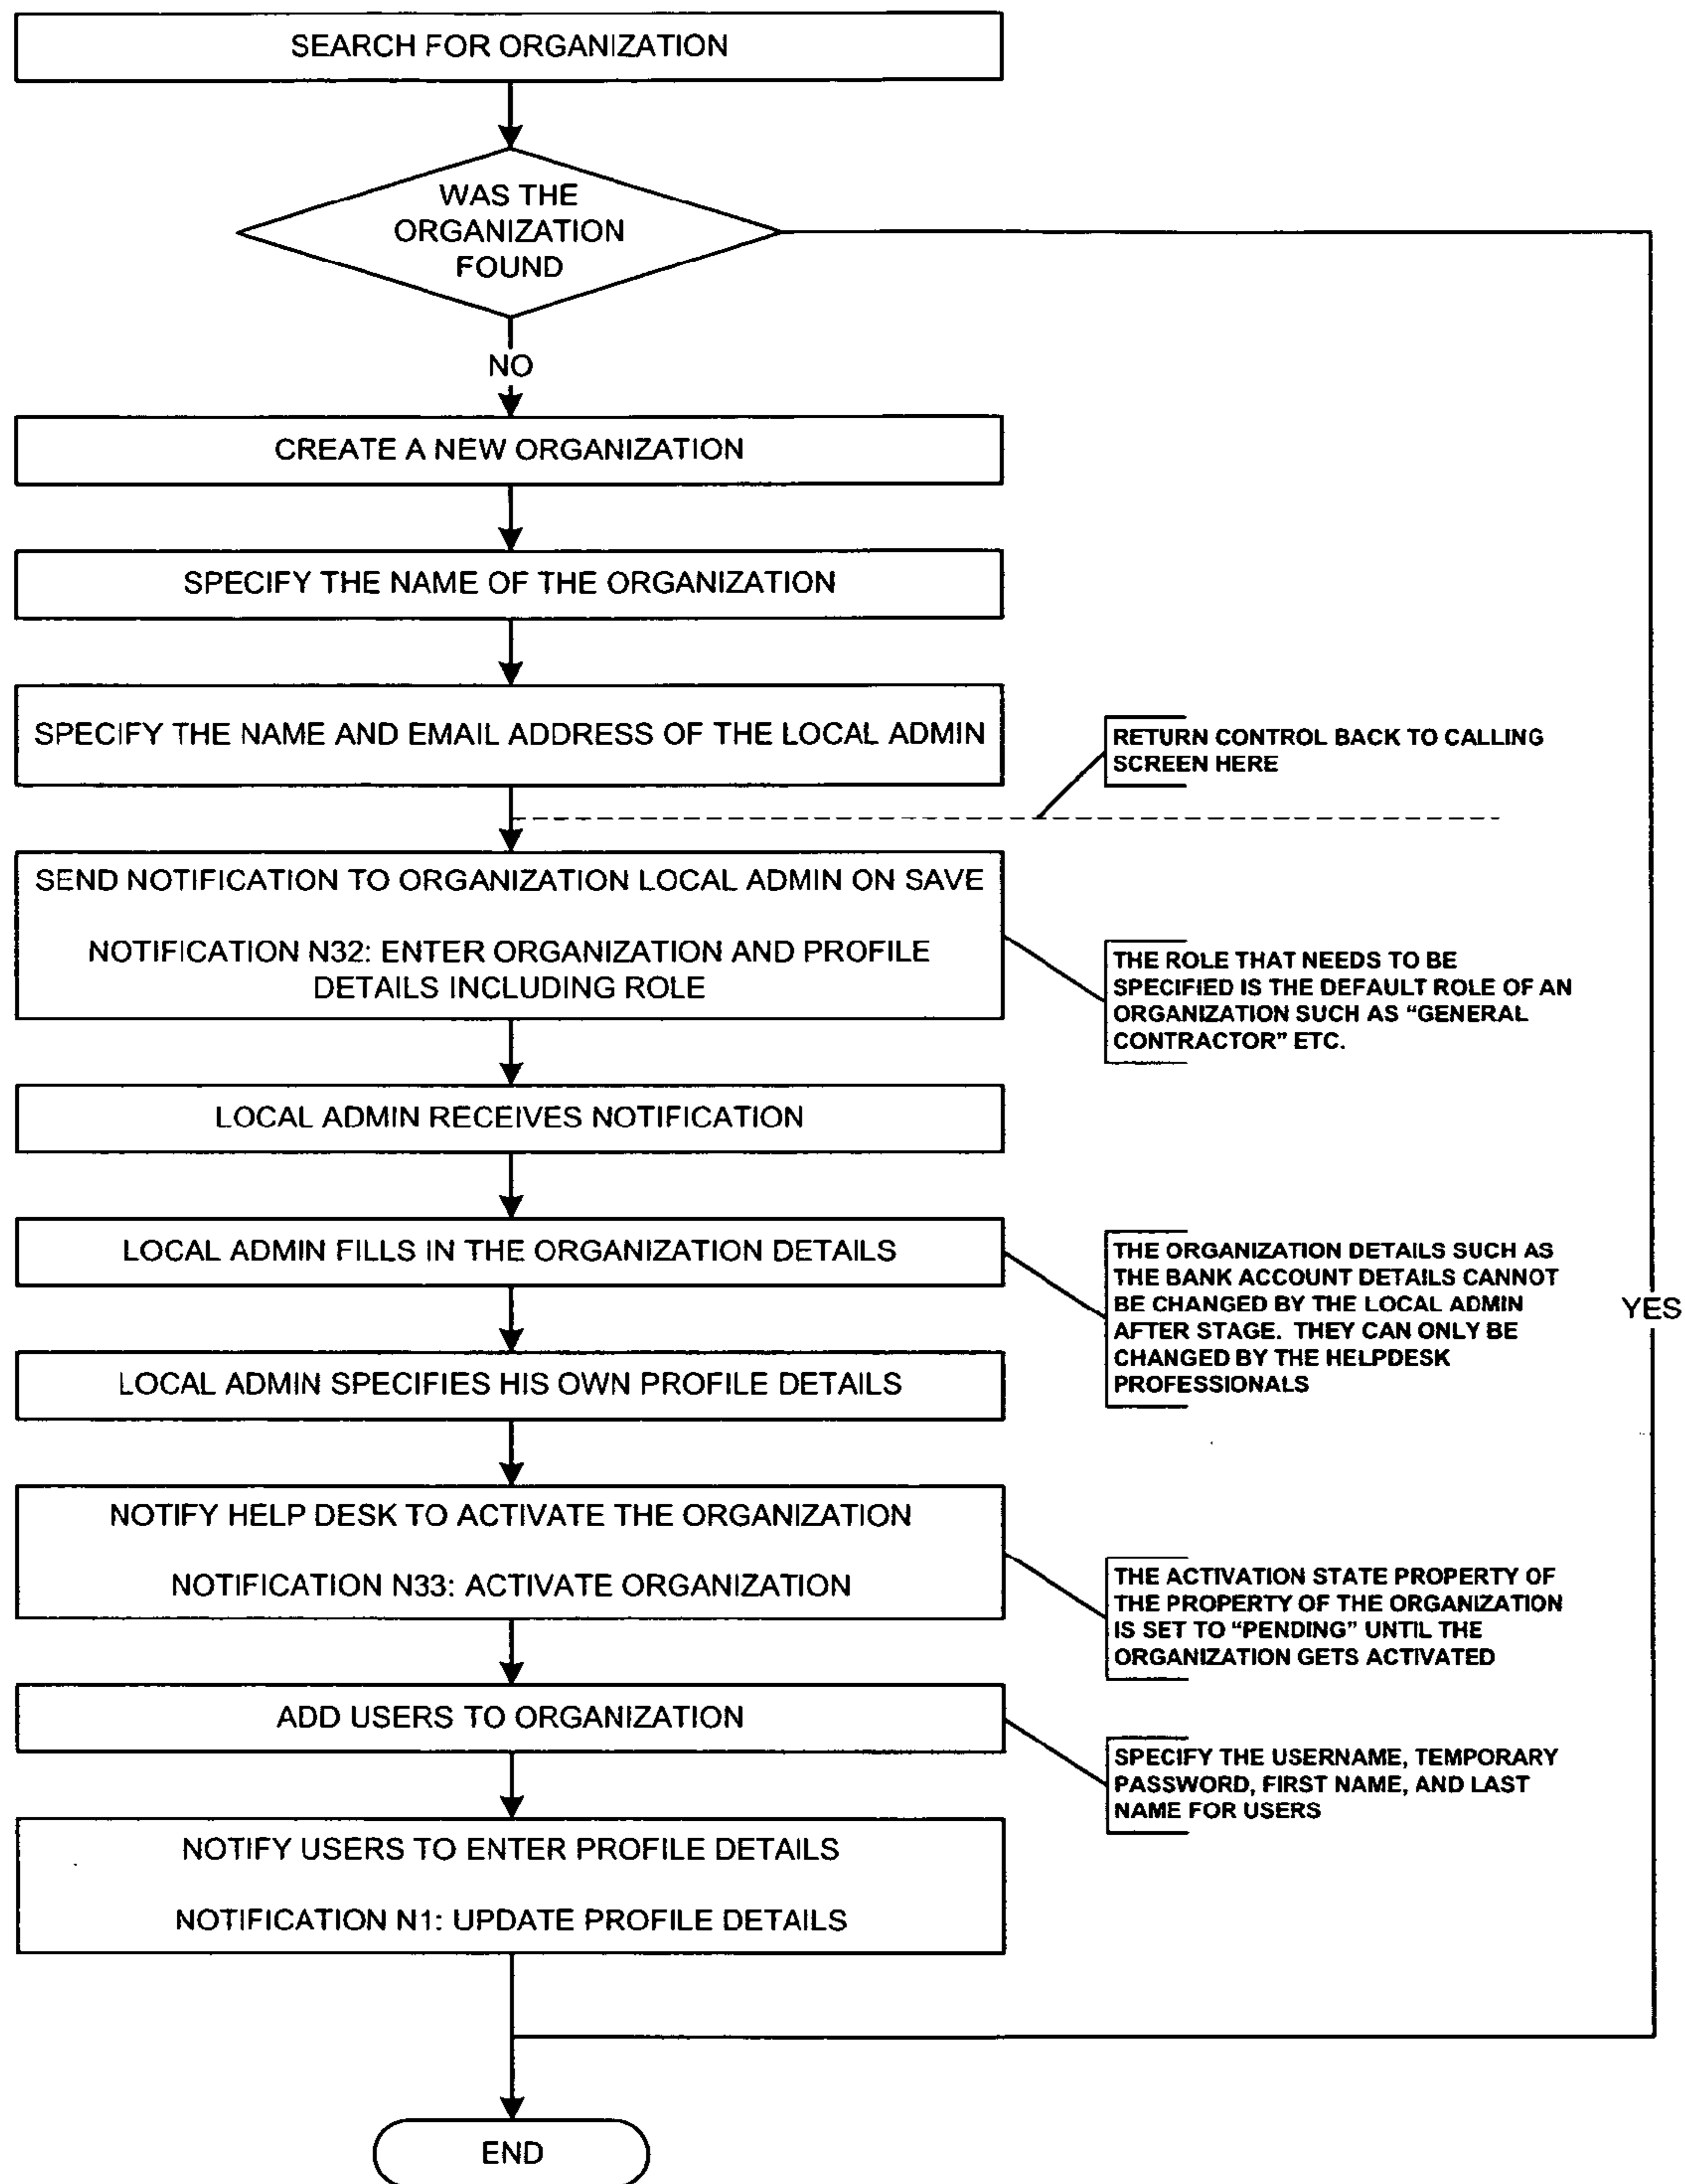 SEARCH FOR ORGANIZATION
WAS THE
ORGANIZATION
FOUND
NO
CREATE A NEW ORGANIZATION
SPECIFY THE NAME OF THE ORGANIZATION
SPECIFY THE NAME AND EMAIL ADDRESS OF THE LOCAL ADMIN
RETURN CONTROL BACK TO CALLING
SCREEN HERE
SEND NOTIFICATION TO ORGANIZATION LOCAL ADMIN ON SAVE
NOTIFICATION N32: ENTER ORGANIZATION AND PROFILE
DETAILS INCLUDING ROLE
THE ROLE THAT NEEDS TO BE
SPECIFIED IS THE DEFAULT ROLE OF AN
ORGANIZATION SUCH AS “GENERAL
CONTRACTOR” ETC.
LOCAL ADMIN RECEIVES NOTIFICATION
LOCAL ADMIN FILLS IN THE ORGANIZATION DETAILS
THE ORGANIZATION DETAILS SUCH AS
THE BANK ACCOUNT DETAILS CANNOT
BE CHANGED BY THE LOCAL ADMIN
AFTER STAGE. THEY CAN ONLY BE
CHANGED BY THE HELPDESK
PROFESSIONALS
YES
LOCAL ADMIN SPECIFIES HIS OWN PROFILE DETAILS
NOTIFY HELP DESK TO ACTIVATE THE ORGANIZATION
NOTIFICATION N33: ACTIVATE ORGANIZATION
THE ACTIVATION STATE PROPERTY OF
THE PROPERTY OF THE ORGANIZATION
IS SET TO “PENDING” UNTIL THE
ORGANIZATION GETS ACTIVATED
ADD USERS TO ORGANIZATION
SPECIFY THE USERNAME, TEMPORARY
PASSWORD, FIRST NAME, AND LAST
NAME FOR USERS
NOTIFY USERS TO ENTER PROFILE DETAILS
NOTIFICATION N1: UPDATE PROFILE DETAILS
END